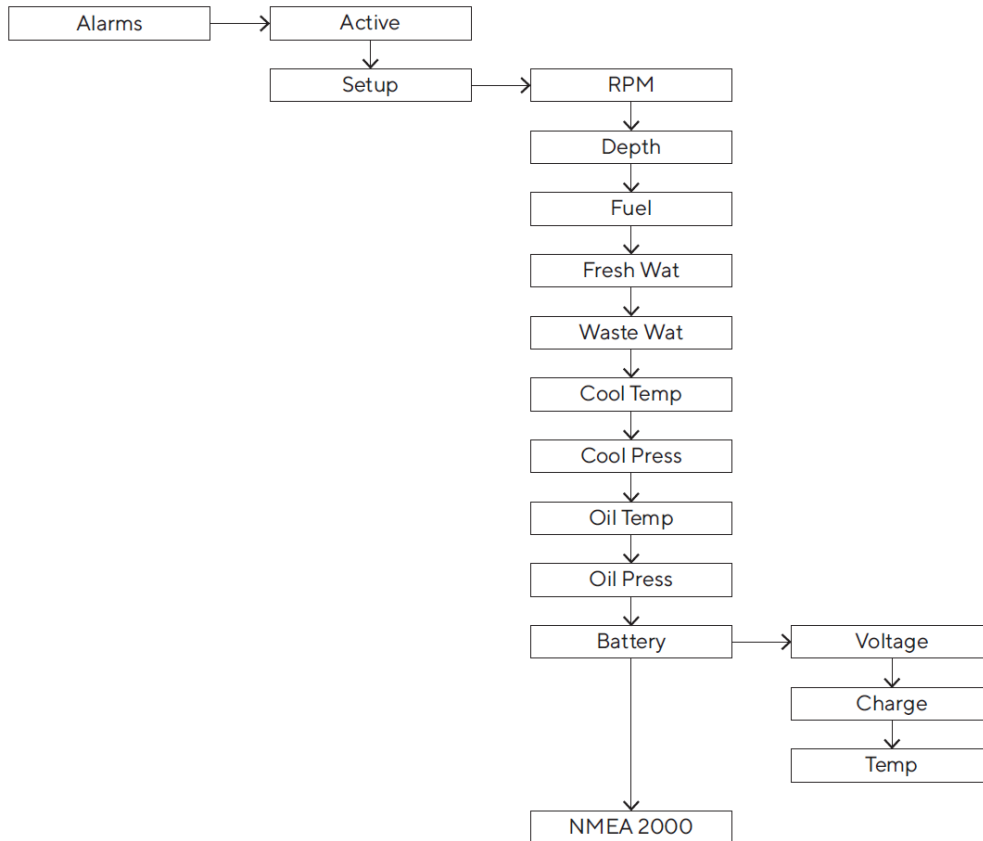 Alarms
Active
Setup
RPM
Depth
Fuel
Fresh Wat
Waste Wat
Cool Temp
Cool Press
Oil Temp
Oil Press
Battery
Voltage
Charge
Temp
NMEA 2000